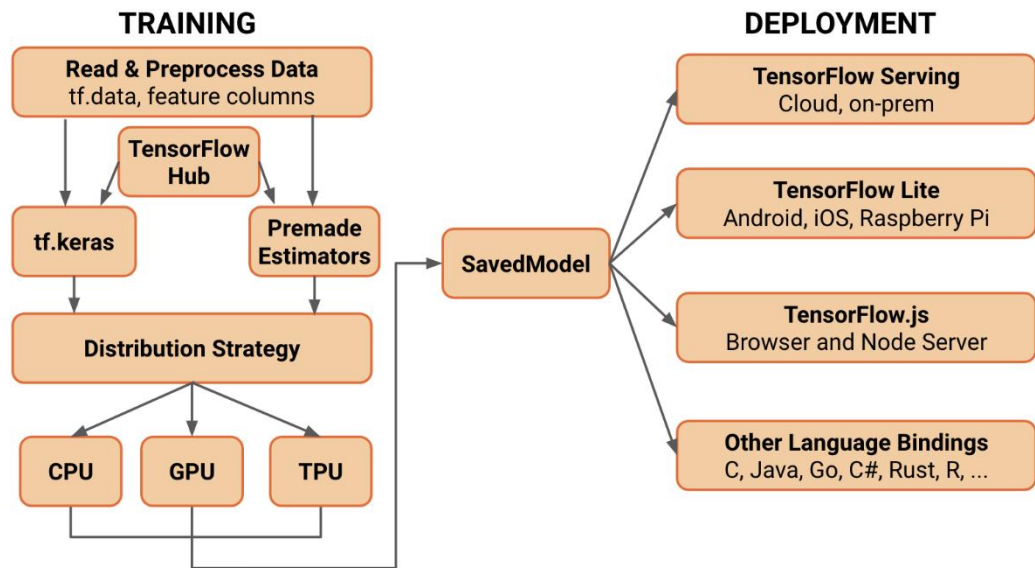 TRAINING
Read & Preprocess Data
tf.data, feature columns
TensorFlow
Hub
tf.keras
Premade
Estimators
Distribution Strategy
CPU
GPU
TPU
SavedModel
DEPLOYMENT
TensorFlow Serving
Cloud, on-prem
TensorFlow Lite
Android, iOS, Raspberry Pi
TensorFlow.js
Browser and Node Server
Other Language Bindings
C, Java, Go, C#, Rust, R, ...